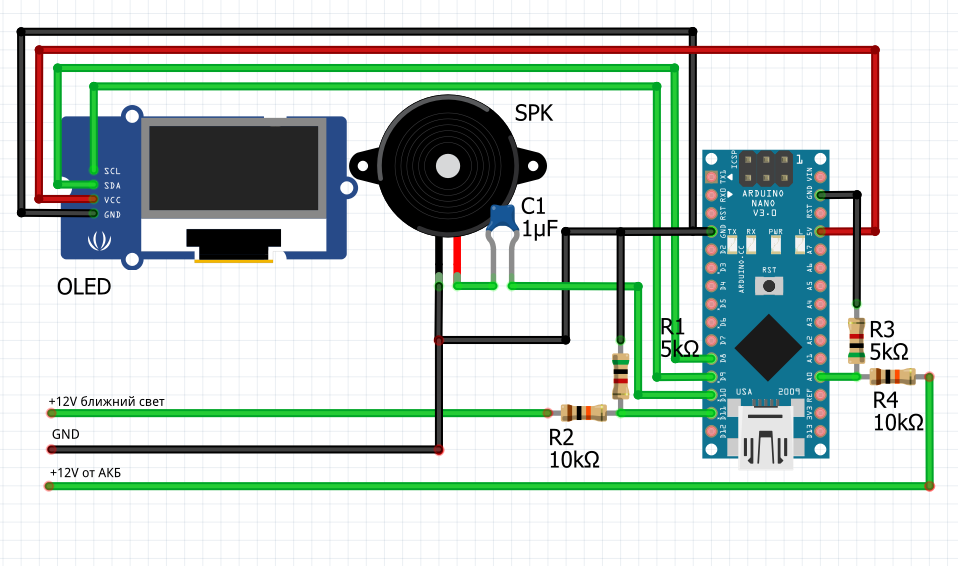 SPK
C1
1µF
SCL
SDA
VCC
GND
OLED
ICSP
1
ARDUINO
NANO
V3.0
TX1
RX0
RST
GND
D2
D3
D4
D5
D6
D7
D8
D9
D10
D11
D12
VIN
GND
RST
5V
A7
A6
A5
A4
A3
A2
A1
A0
REF
3V3
D13
TX
RX
PWR
L
ARDUINO.CC
RST
USA
2009
R1
5kΩ
R3
5kΩ
R4
10kΩ
+12V ближний свет
R2
10kΩ
GND
+12V от АКБ